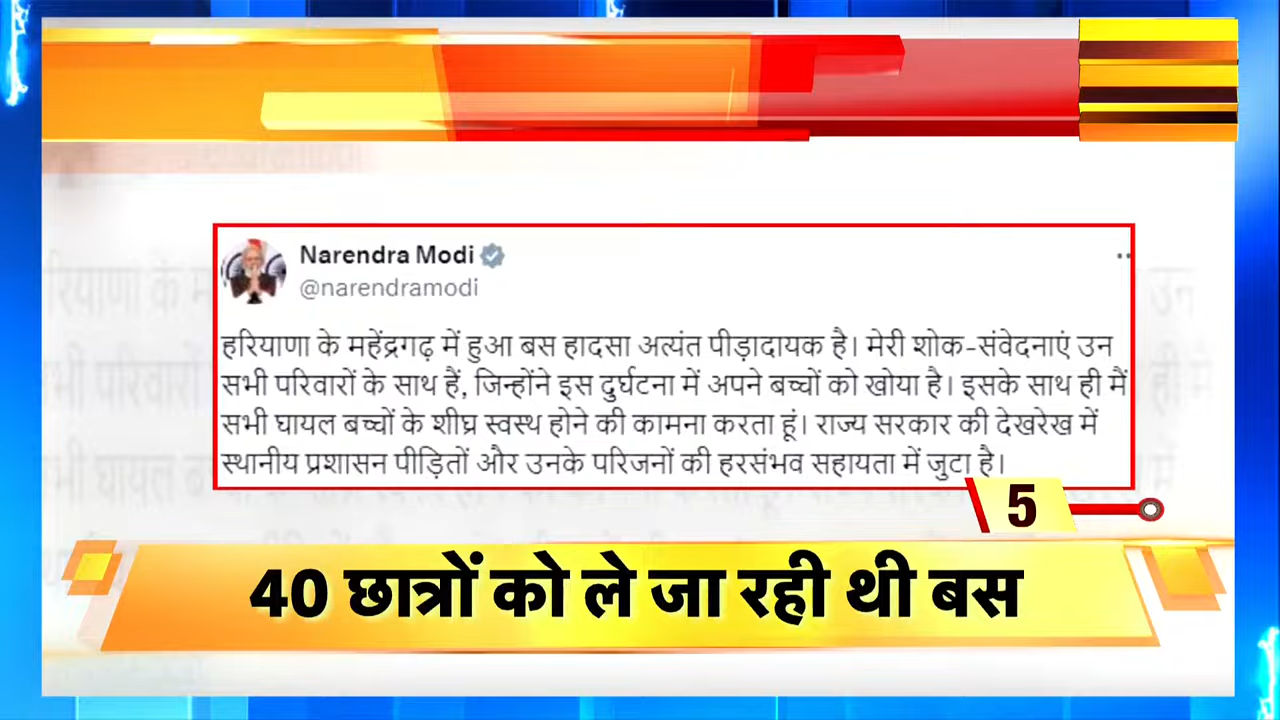 Narendra Modi
@narendramodi
हरियाणा के महेंद्रगढ़ में हुआ बस हादसा अत्यंत पीड़ादायक है। मेरी शोक-संवेदनाएं उन
सभी परिवारों के साथ हैं, जिन्होंने इस दुर्घटना में अपने बच्चों को खोया है। इसके साथ ही मैं
सभी घायल बच्चों के शीघ्र स्वस्थ होने की कामना करता हूं। राज्य सरकार की देखरेख में
स्थानीय प्रशासन पीड़ितों और उनके परिजनों की हरसंभव सहायता में जुटा है।
5
40 छात्रों को ले जा रही थी बस